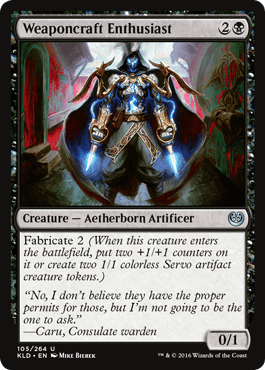 Weaponcraft Enthusiast 2
Creature — Aetherborn Artificer
Fabricate 2 (When this creature enters
the battlefield, put two +1/+1 counters on
it or create two 1/1 colorless Servo artifact
creature tokens.)
“No, I don’t believe they have the proper
permits for those, but I’m not going to be the
one to ask.”
—Caru, Consulate warden
0/1
105/264 U
KLD • EN Mike Bierek
™ & © 2016 Wizards of the Coast